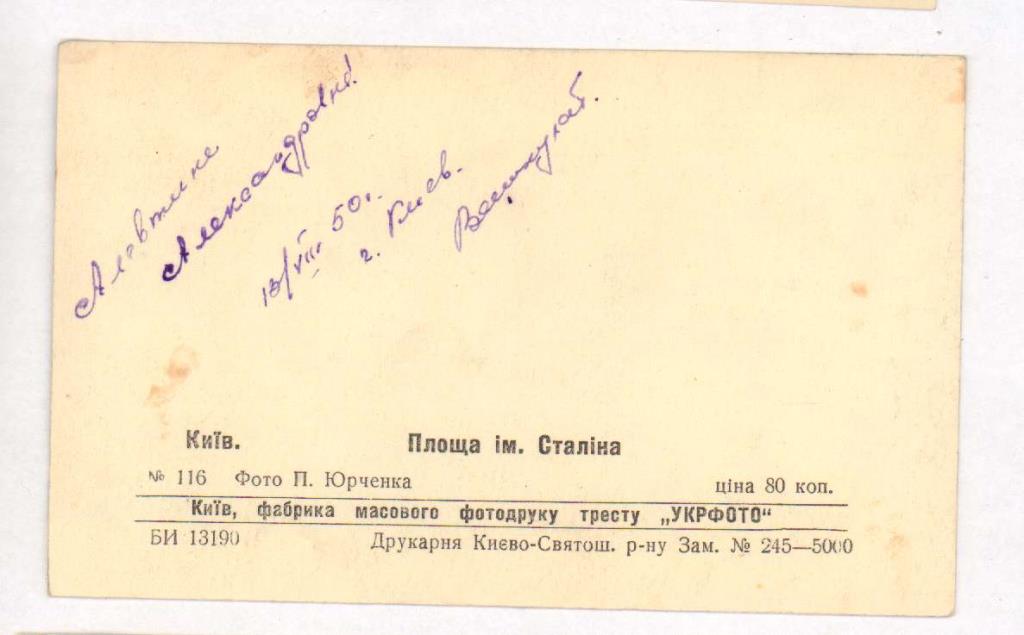 Алевтине
Александровне
18/VIII 50г.
г. Киев.
Київ. Площа ім. Сталіна
№ 116 Фото П. Юрченка ціна 80 коп.
Київ, фабрика масового фотодруку тресту „УКРФОТО“
БИ 13190 Друкарня Києво-Святош. р-ну Зам. № 245—5000